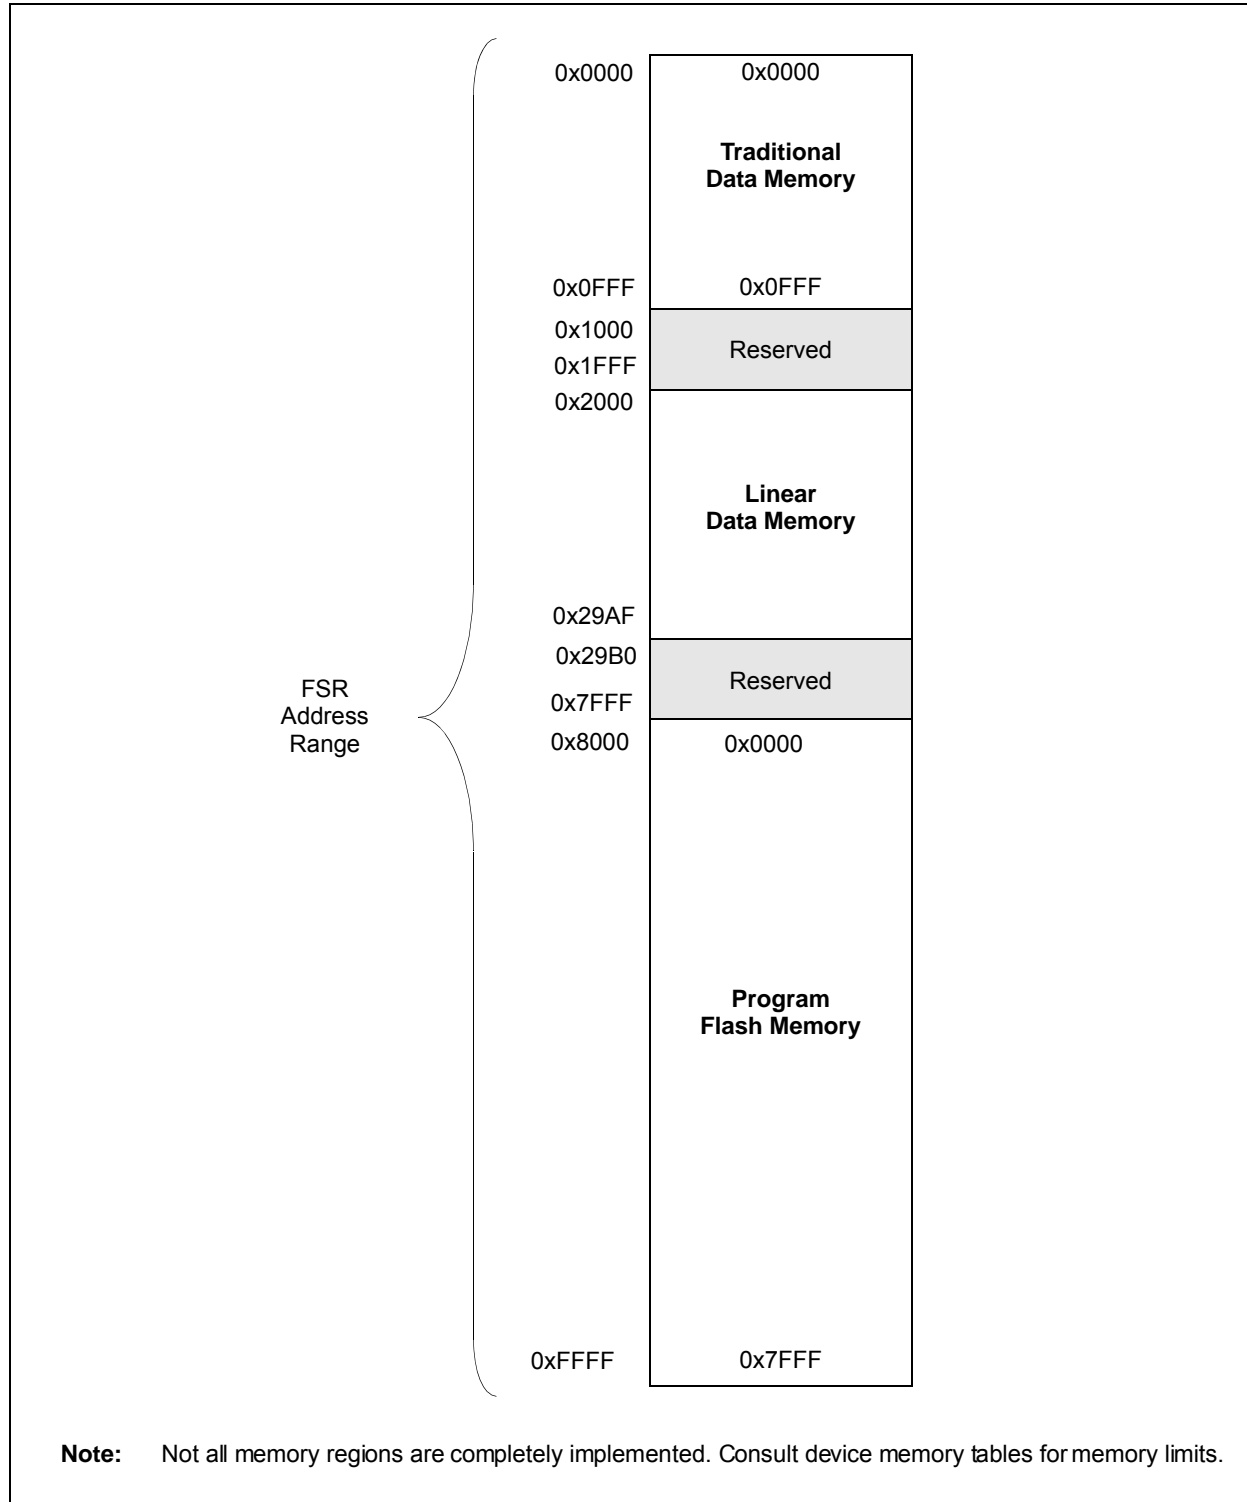 0x0000 0x0000
Traditional
Data Memory
0x0FFF 0x0FFF
0x1000
Reserved
0x1FFF
0x2000
Linear
Data Memory
0x29AF
0x29B0
Reserved
0x7FFF
FSR
Address
Range
0x8000 0x0000
Program
Flash Memory
0xFFFF 0x7FFF
Note: Not all memory regions are completely implemented. Consult device memory tables for memory limits.